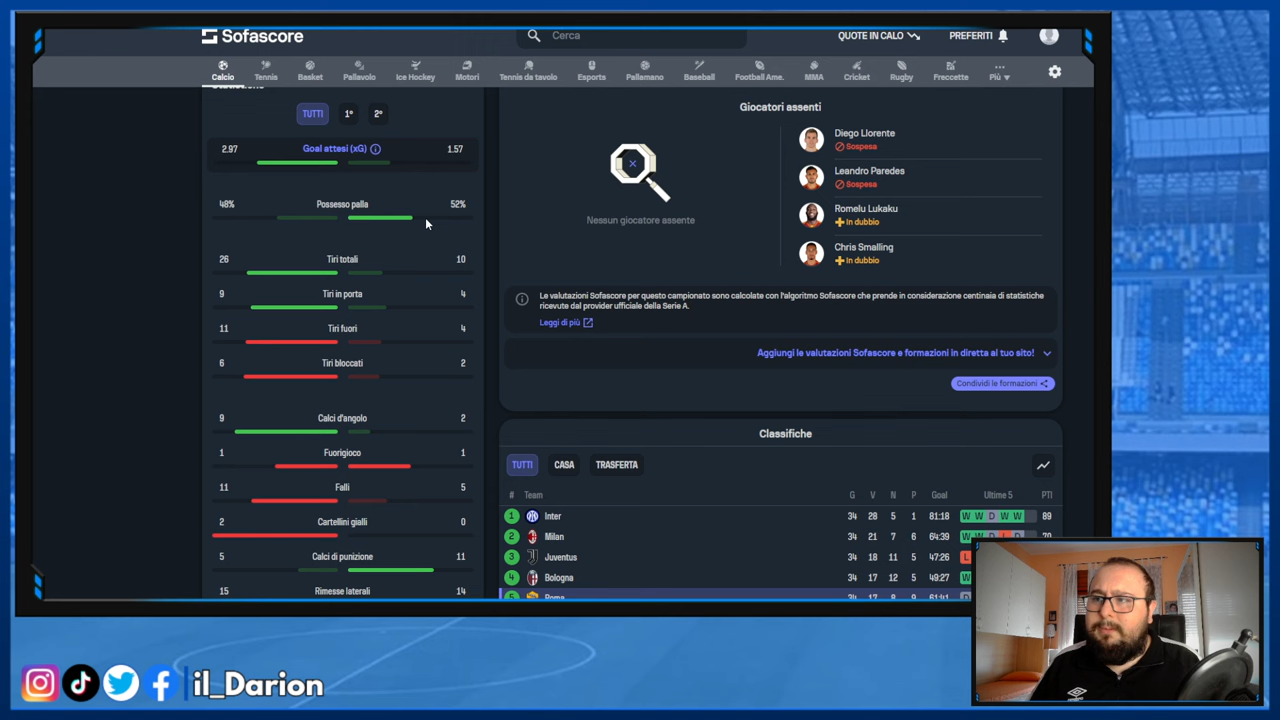 Sofascore
Cerca
QUOTE IN CALO
PREFERITI
Calcio
Tennis
Basket
Pallavolo
Ice Hockey
Motori
Tennis da tavolo
Esports
Pallamano
Baseball
Football Ame.
MMA
Cricket
Rugby
Freccette
Più
TUTTI 1° 2°
2.97 Goal attesi (xG) 1.57
48% Possesso palla 52%
26 Tiri totali 10
9 Tiri in porta 4
11 Tiri fuori 4
6 Tiri bloccati 2
9 Calci d'angolo 2
1 Fuorigioco 1
11 Falli 5
2 Cartellini gialli 0
5 Calci di punizione 11
15 Rimesse laterali 14
Giocatori assenti
Nessun giocatore assente
Diego Llorente
Sospesa
Leandro Paredes
Sospesa
Romelu Lukaku
In dubbio
Chris Smalling
In dubbio
Le valutazioni Sofascore per questo campionato sono calcolate con l'algoritmo Sofascore che prende in considerazione centinaia di statistiche
ricevute dal provider ufficiale della Serie A.
Leggi di più
Aggiungi le valutazioni Sofascore e formazioni in diretta al tuo sito!
Condividi le formazioni
Classifiche
TUTTI CASA TRASFERTA
# Team G V N P Goal Ultime 5 PTI
1 Inter 34 28 5 1 81:18 W W D W W 89
2 Milan 34 21 7 6 64:39 W W D L D 70
3 Juventus 34 18 11 5 47:26 L
4 Bologna 34 17 12 5 49:27 W
5 Roma 34 17 8 9 61:41 D
il_Darion